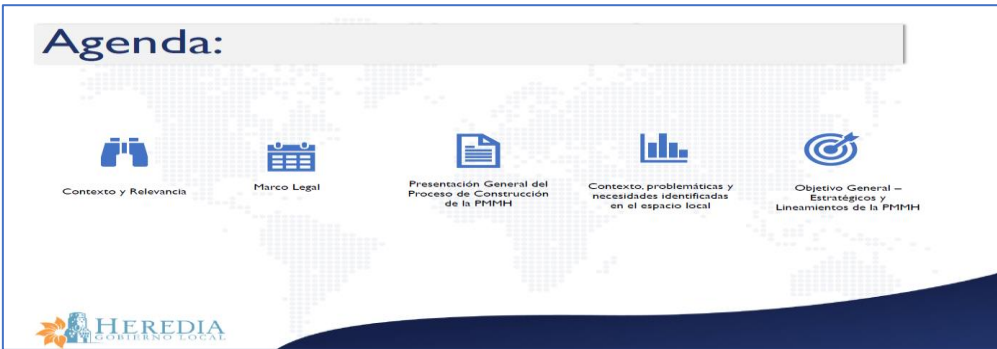 Agenda:
Contexto y Relevancia
Marco Legal
Presentación General del
Proceso de Construcción
de la PMMH
Contexto, problemáticas y
necesidades identificadas
en el espacio local
Objetivo General –
Estratégicos y
Lineamientos de la PMMH
HEREDIA
GOBIERNO LOCAL